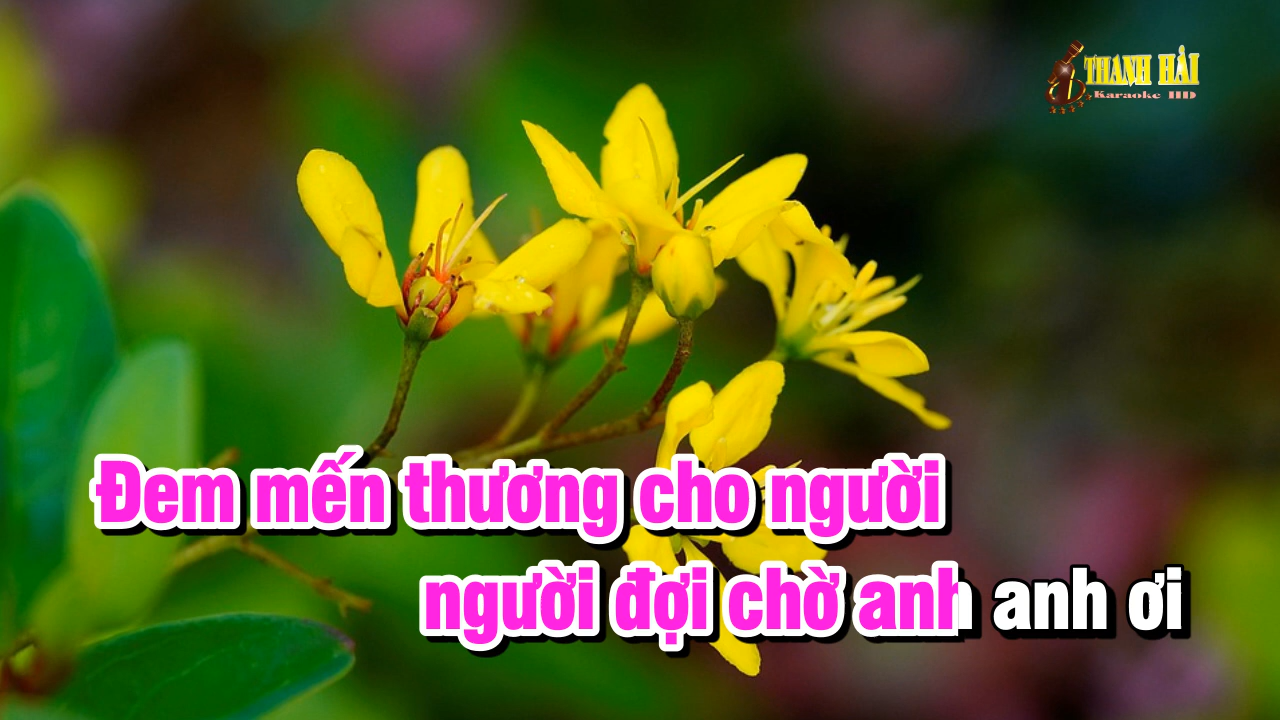 THANH HẢI
Karaoke HD
Đem mến thương cho người
người đợi chờ anh anh ơi